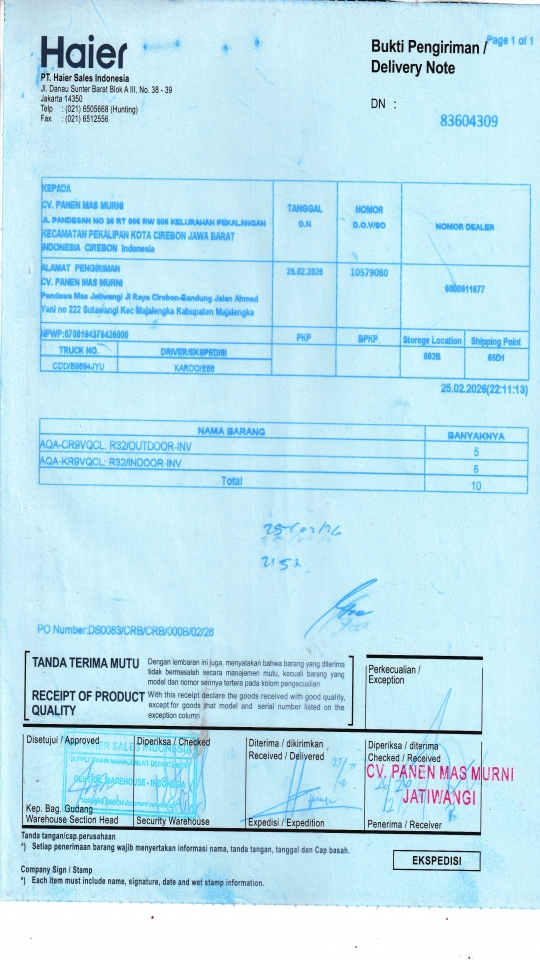 Page 1 of 1
Haier
Bukti Pengiriman /
Delivery Note
PT. Haier Sales Indonesia
Jl. Danau Sunter Barat Blok A III, No. 38 - 39
Jakarta 14350
Telp : (021) 6505668 (Hunting)
Fax : (021) 6512556
DN :
83604309
KEPADA
CV. PANEN MAS MURNI
JL PANDESAN NO 26 RT 006 RW 006 KELURAHAN PEKALANGAN
KECAMATAN PEKALIPAN KOTA CIREBON JAWA BARAT
INDONESIA CIREBON Indonesia
TANGGAL
D.N
NOMOR
D.O.V/SO
NOMOR DEALER
ALAMAT PENGIRIMAN
CV. PANEN MAS MURNI
Pandawa Mas Jatiwangi Jl Raya Cirebon-Bandung Jalan Ahmed
Yani no 222 Sutawangi Kec Majalengka Kabupaten Majalengka
25.02.2026
10579080
NPWP:
PKP
BPKP
Storege Location
Shipping Point
TRUCK NO.
DRIVER/EKSPEDISI
002B
65D1
KARDO/E68
25.02.2026(22:11:13)
NAMA BARANG
BANYAKNYA
AQA-CR9VQCL: R32/OUTDOOR-INV
5
AQA-KR9VQCL: R32/INDOOR-INV
Total
10
PO Number:DS0083/CRB/CRB/000B/02/26
TANDA TERIMA MUTU
Dengan lembaran ini juga, menyatakan bahwa barang yang diterima
tidak bermasalah secara manajemen mutu, kecuali barang yang
model dan nomor serinya tertera pada kolom pengecualian
RECEIPT OF PRODUCT
QUALITY
With this receipt declare the goods received with good quality,
except for goods that model and serial number listed on the
exception column
Perkecualian /
Exception
Disetujui / Approved
Diperiksa / Checked
Diterima / dikirimkan
Received / Delivered
Diperiksa / diterima
Checked / Received
SALES INDONESIA
SUPPLY CHAIN MANAGEMENT DEPARTEMENT
CENTRAL WAREHOUSE - INDONESIA
CV. PANEN MAS MURNI
JATIWANGI
Kep. Bag. Gudang
Warehouse Section Head
Security Warehouse
Expedisi / Expedition
Penerima / Receiver
Tanda tangan/cap.perusahaan
*) Setiap penerimaan barang wajib menyertakan informasi nama, tanda tangan, tanggal dan Cap basah.
Company Sign / Stamp
*) Each Item must include name, signature, date and wet stamp information.
EKSPEDISI